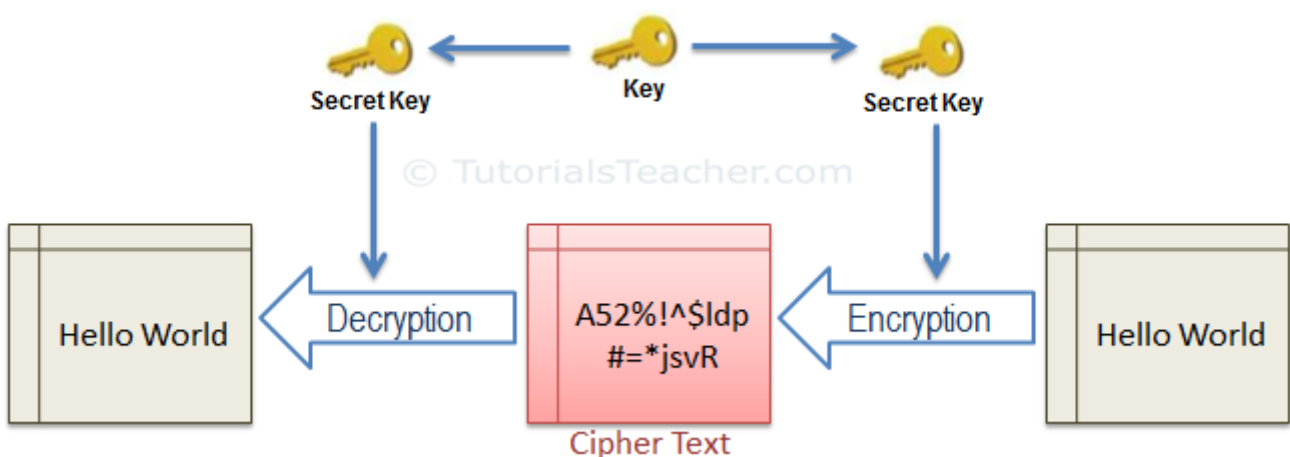 Secret Key
Key
Secret Key
© TutorialsTeacher.com
Hello World
Decryption
A52%!^$ldp
#=*jsvR
Encryption
Hello World
Cipher Text